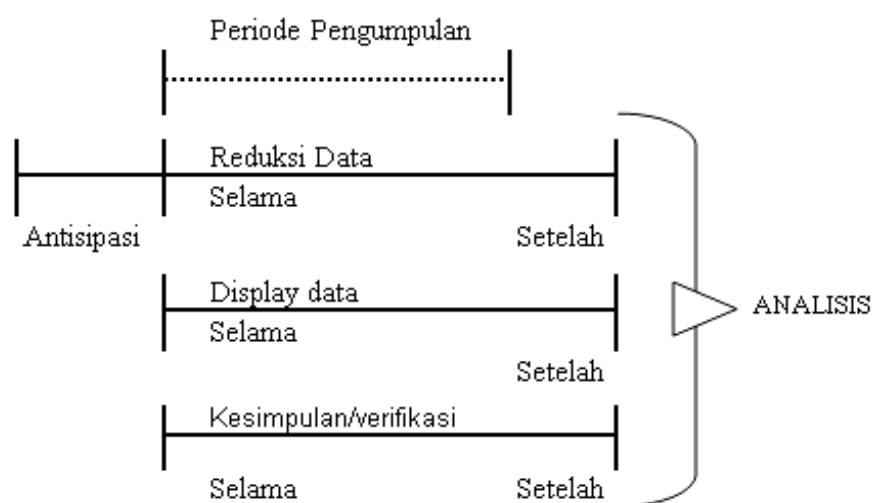 Periode Pengumpulan
Reduksi Data
Selama
Antisipasi
Setelah
Display data
Selama
Setelah
ANALISIS
Kesimpulan/verifikasi
Selama
Setelah